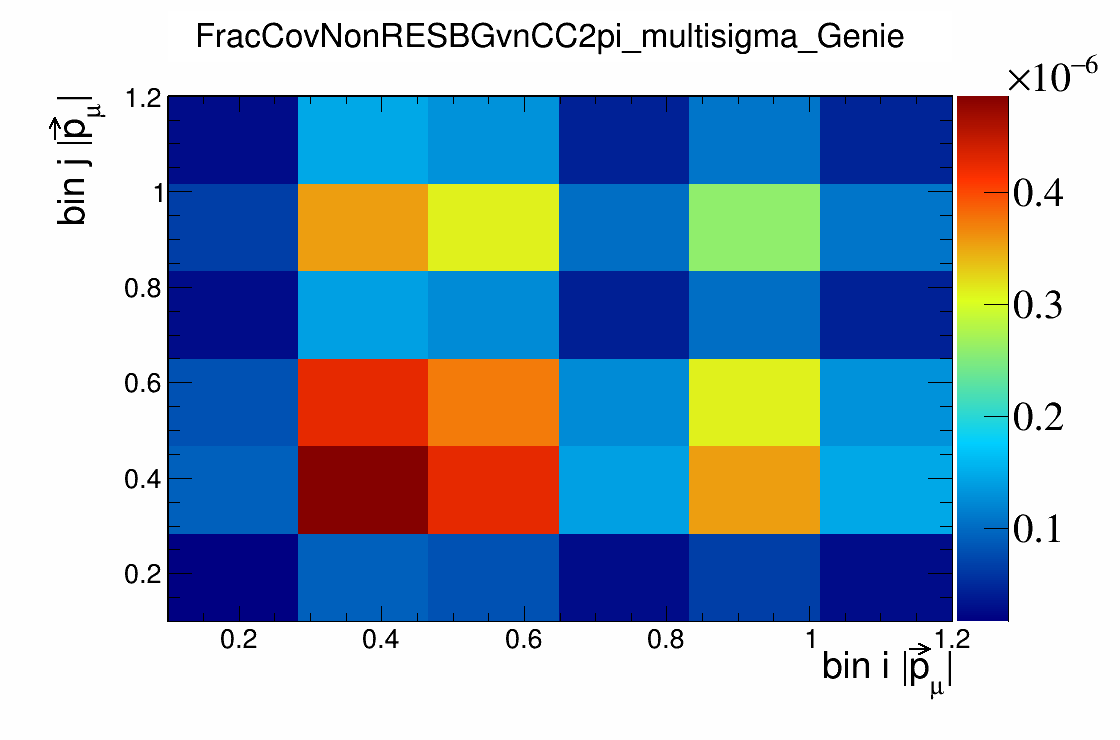 FracCovNonRESBGvnCC2pi_multisigma_Genie
×10⁻⁶
bin j |p⃗μ|
1.2
1
0.8
0.6
0.4
0.2
0.4
0.3
0.2
0.1
0.2 0.4 0.6 0.8 1 1.2
bin i |p⃗μ|